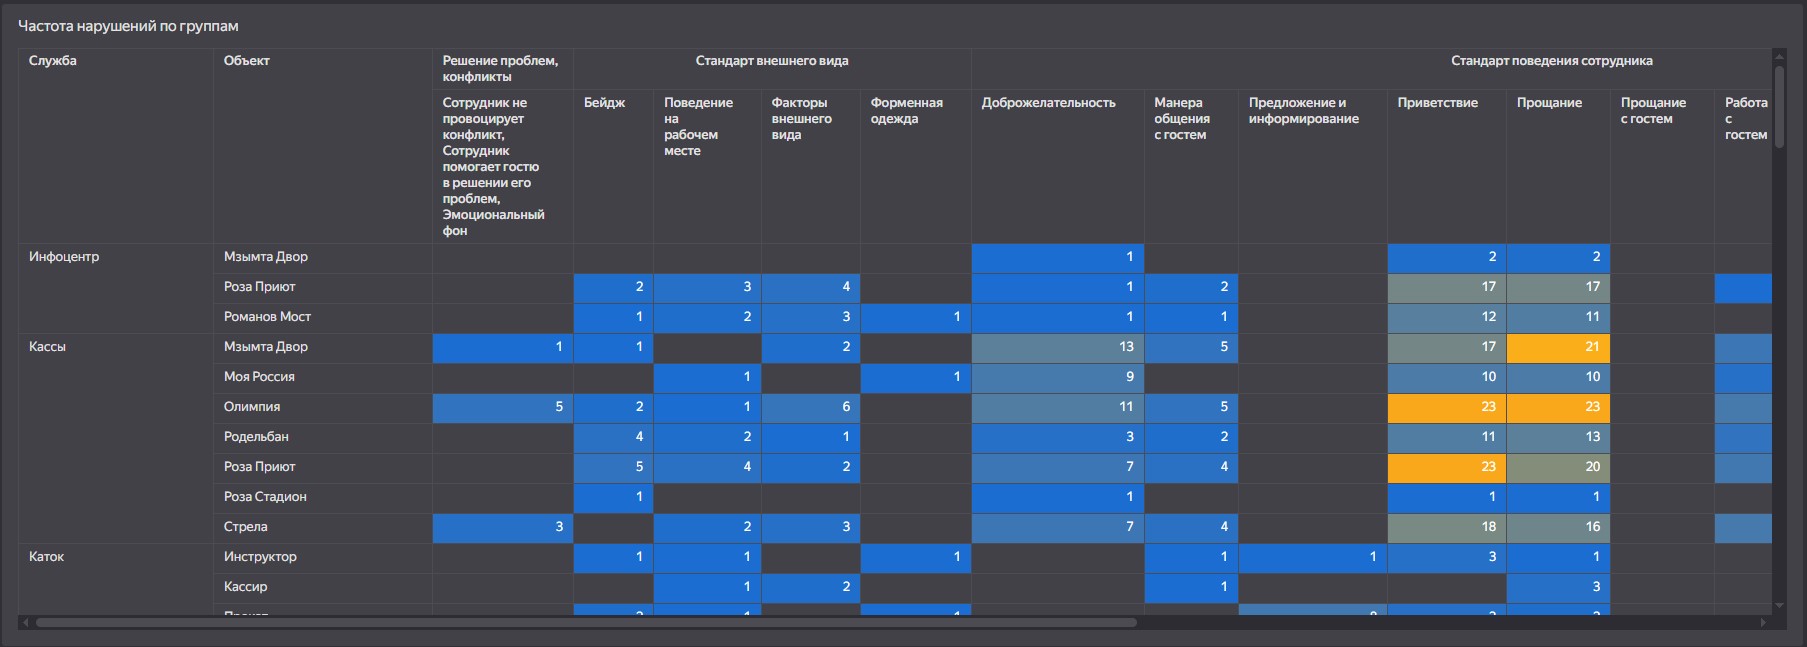 Частота нарушений по группам
Служба Объект Решение проблем, Стандарт внешнего вида Стандарт поведения сотрудника
конфликты
Сотрудник не Бейдж Поведение Факторы Форменная Доброжелательность Манера Предложение и Приветствие Прощание Прощание Работа
провоцирует на внешнего одежда общения информирование с гостем с
конфликт, рабочем вида с гостем гостем
Сотрудник месте
помогает гостю
в решении его
проблем,
Эмоциональный
фон
Инфоцентр Мзымта Двор 1 2 2
Роза Приют 2 3 4 1 2 17 17
Романов Мост 1 2 3 1 1 1 12 11
Кассы Мзымта Двор 1 1 2 13 5 17 21
Моя Россия 1 1 9 10 10
Олимпия 5 2 1 6 11 5 23 23
Родельбан 4 2 1 3 2 11 13
Роза Приют 5 4 2 7 4 23 20
Роза Стадион 1 1 1 1
Стрела 3 2 3 7 4 18 16
Каток Инструктор 1 1 1 1 1 3 1
Кассир 1 2 1 3